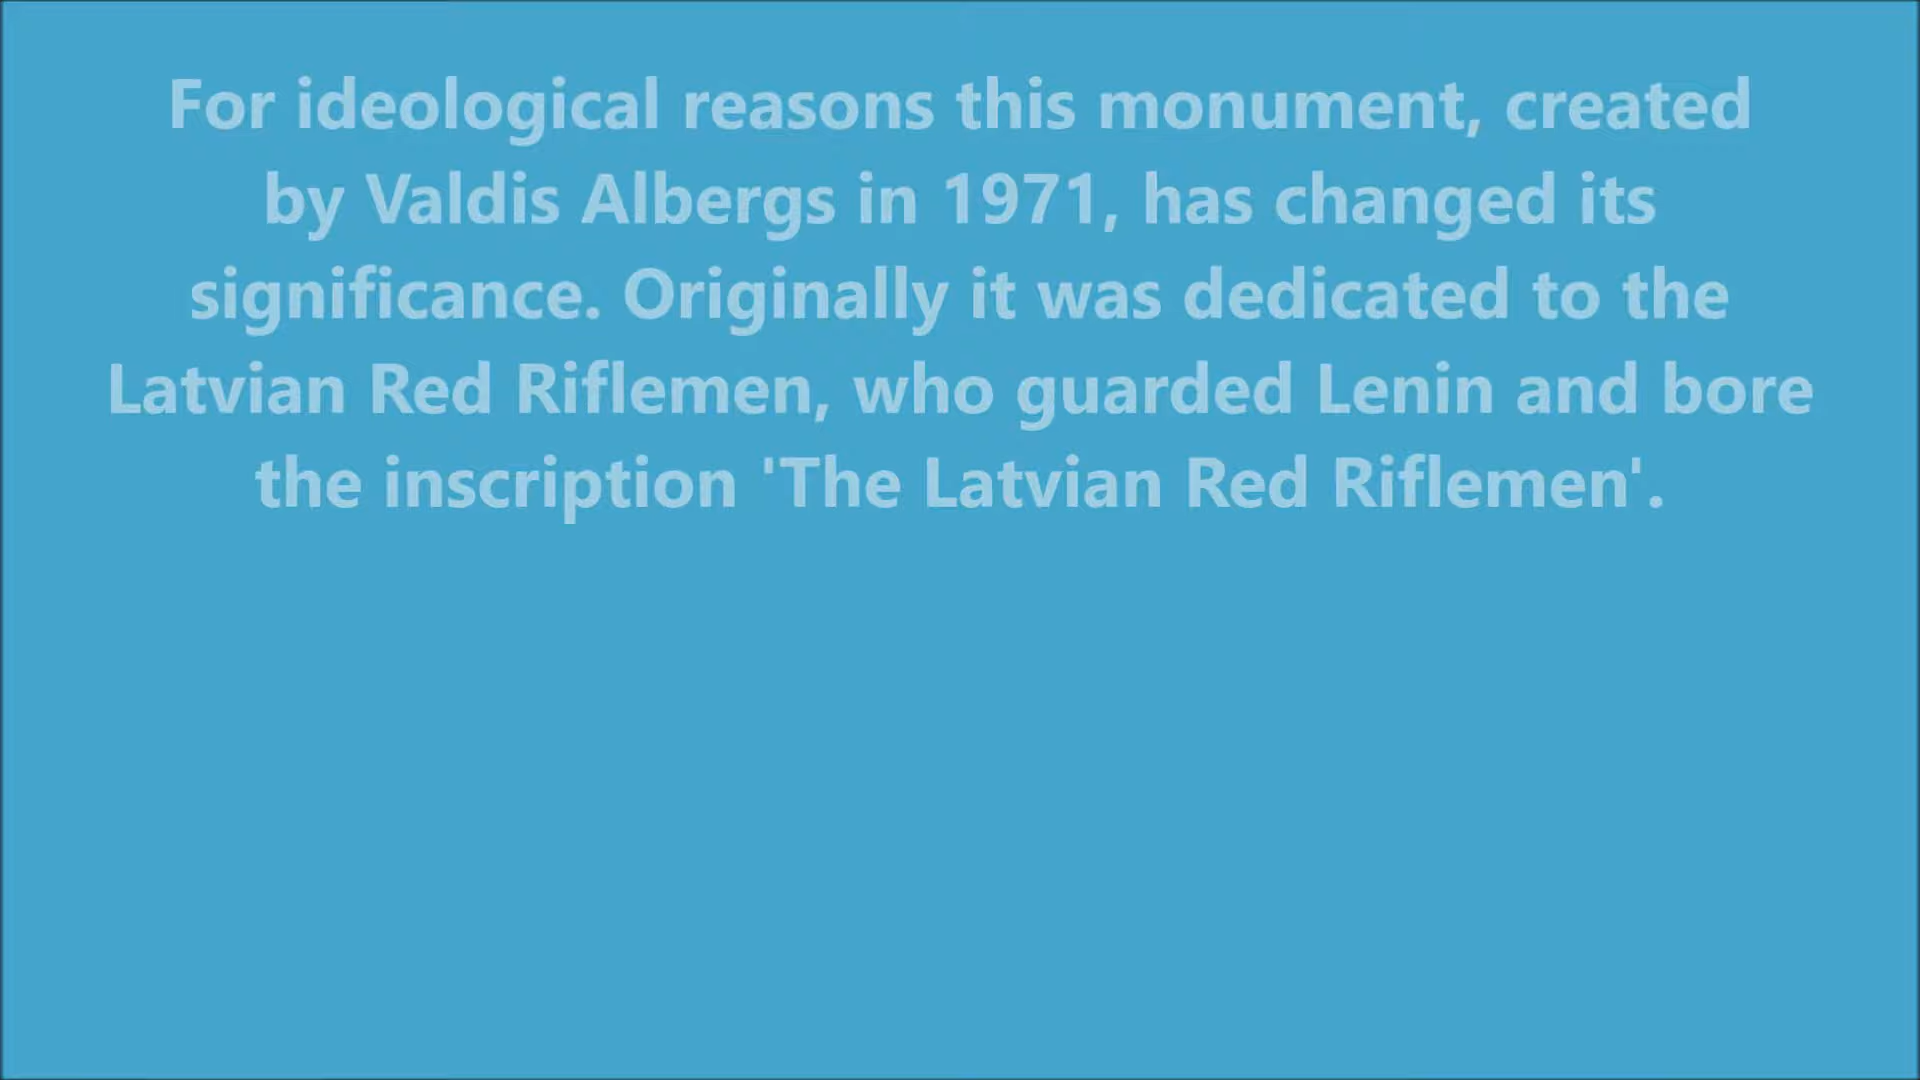 For ideological reasons this monument, created
by Valdis Albergs in 1971, has changed its
significance. Originally it was dedicated to the
Latvian Red Riflemen, who guarded Lenin and bore
the inscription 'The Latvian Red Riflemen'.